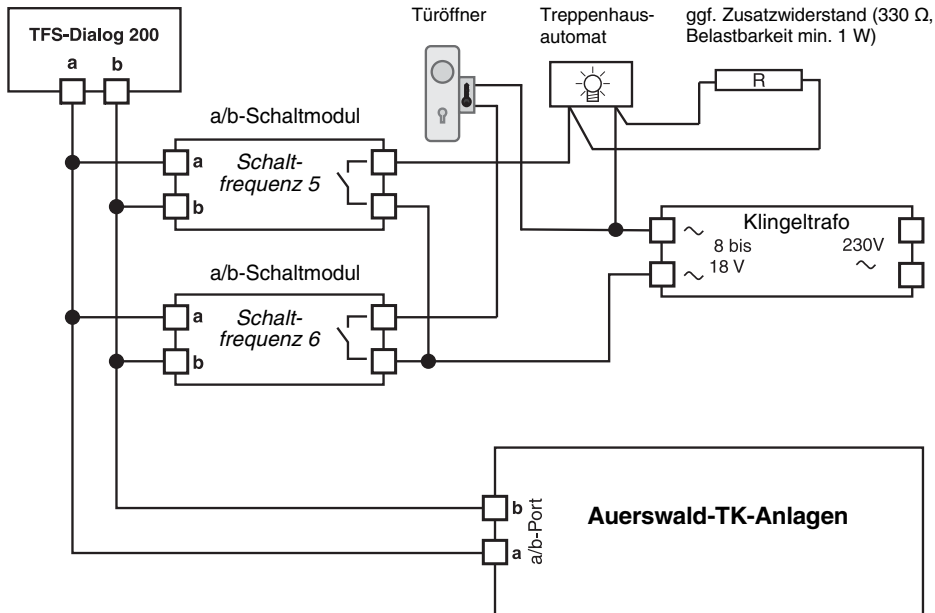 Türöffner
Treppenhaus-
automat
ggf. Zusatzwiderstand (330 Ω,
Belastbarkeit min. 1 W)
TFS-Dialog 200
a b
R
a/b-Schaltmodul
a
Schalt-
frequenz 5
b
Klingeltrafo
8 bis
18 V
230V
a/b-Schaltmodul
a
Schalt-
frequenz 6
b
b
a
a/b-Port
Auerswald-TK-Anlagen